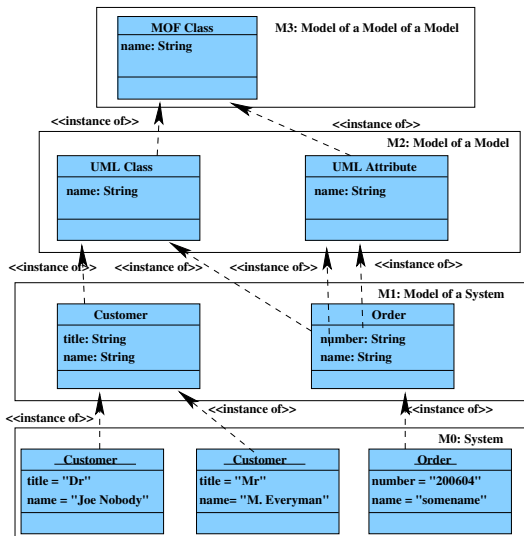 MOF Class
M3: Model of a Model of a Model
name: String
<<instance of>>
<<instance of>>
M2: Model of a Model
UML Class
UML Attribute
name: String
name: String
<<instance of>>
<<instance of>>
<<instance of>>
<<instance of>>
M1: Model of a System
Customer
Order
title: String
name: String
number: String
name: String
<<instance of>>
<<instance of>>
<<instance of>>
M0: System
Customer
Customer
Order
title = "Dr"
name = "Joe Nobody"
title = "Mr"
name= "M. Everyman"
number = "200604"
name = "somename"